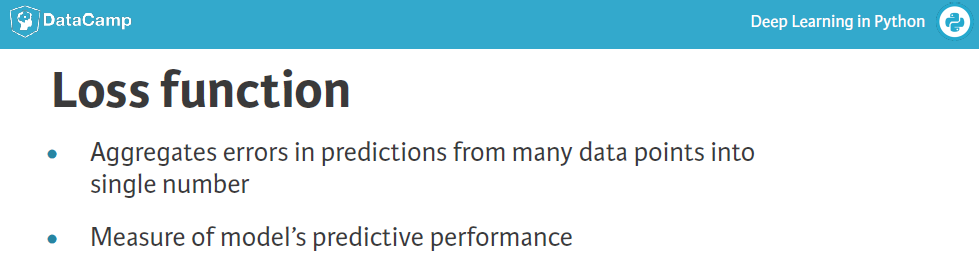 DataCamp
Deep Learning in Python
Loss function
• Aggregates errors in predictions from many data points into
single number
• Measure of model’s predictive performance